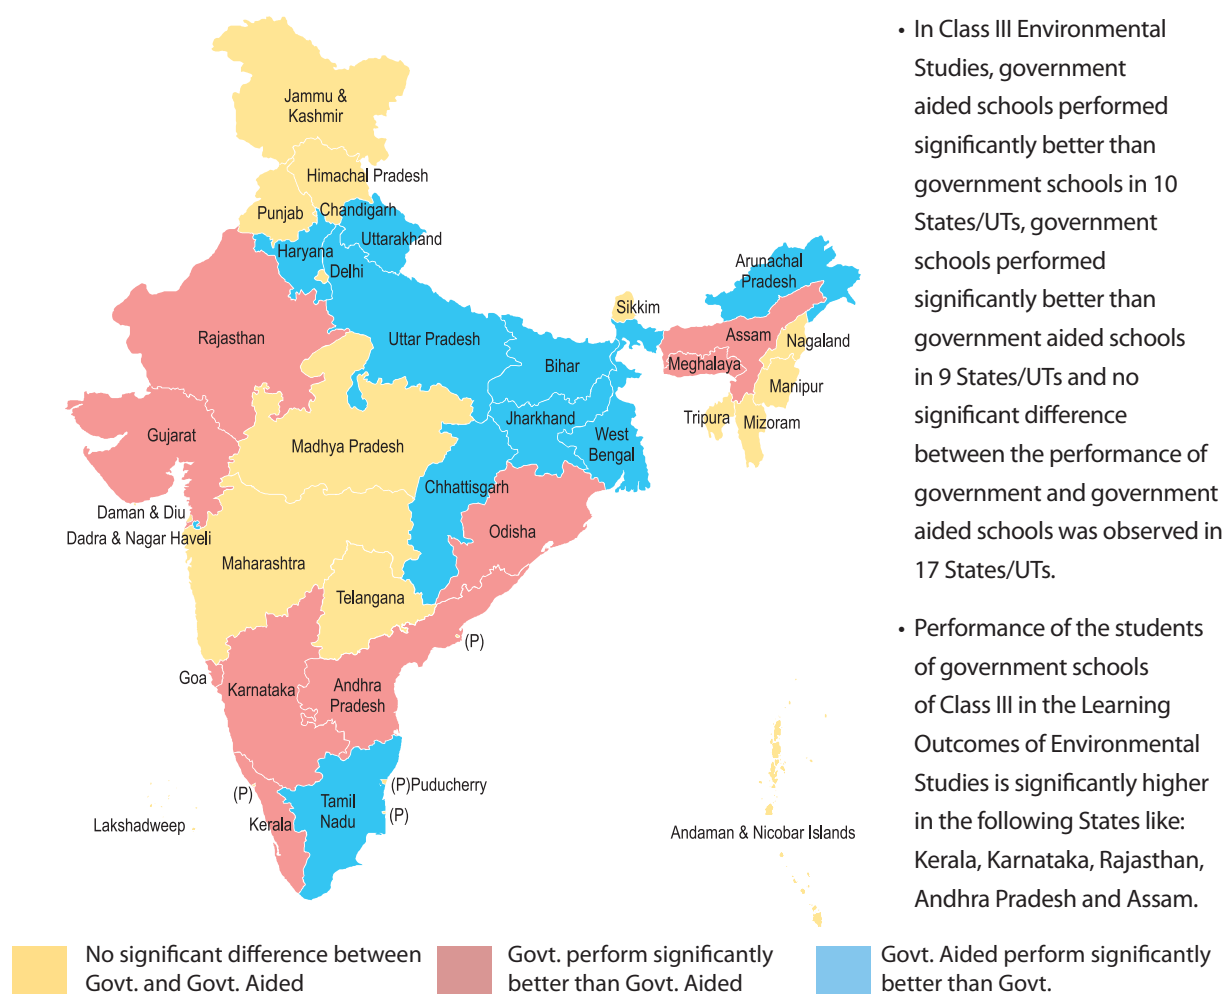 Jammu &
Kashmir
Himachal Pradesh
Punjab
Chandigarh
Uttarakhand
Haryana
Delhi
Arunachal
Pradesh
Sikkim
Rajasthan
Uttar Pradesh
Assam
Nagaland
Bihar
Meghalaya
Manipur
Jharkhand
Tripura
Mizoram
Gujarat
Madhya Pradesh
West
Bengal
Chhattisgarh
Daman & Diu
Dadra & Nagar Haveli
Odisha
Maharashtra
Telangana
(P)
Goa
Karnataka
Andhra
Pradesh
(P)
(P)Puducherry
Tamil
Nadu
(P)
Lakshadweep
Kerala
Andaman & Nicobar Islands
• In Class III Environmental
Studies, government
aided schools performed
significantly better than
government schools in 10
States/UTs, government
schools performed
significantly better than
government aided schools
in 9 States/UTs and no
significant difference
between the performance of
government and government
aided schools was observed in
17 States/UTs.
• Performance of the students
of government schools
of Class III in the Learning
Outcomes of Environmental
Studies is significantly higher
in the following States like:
Kerala, Karnataka, Rajasthan,
Andhra Pradesh and Assam.
No significant difference between
Govt. and Govt. Aided
Govt. perform significantly
better than Govt. Aided
Govt. Aided perform significantly
better than Govt.